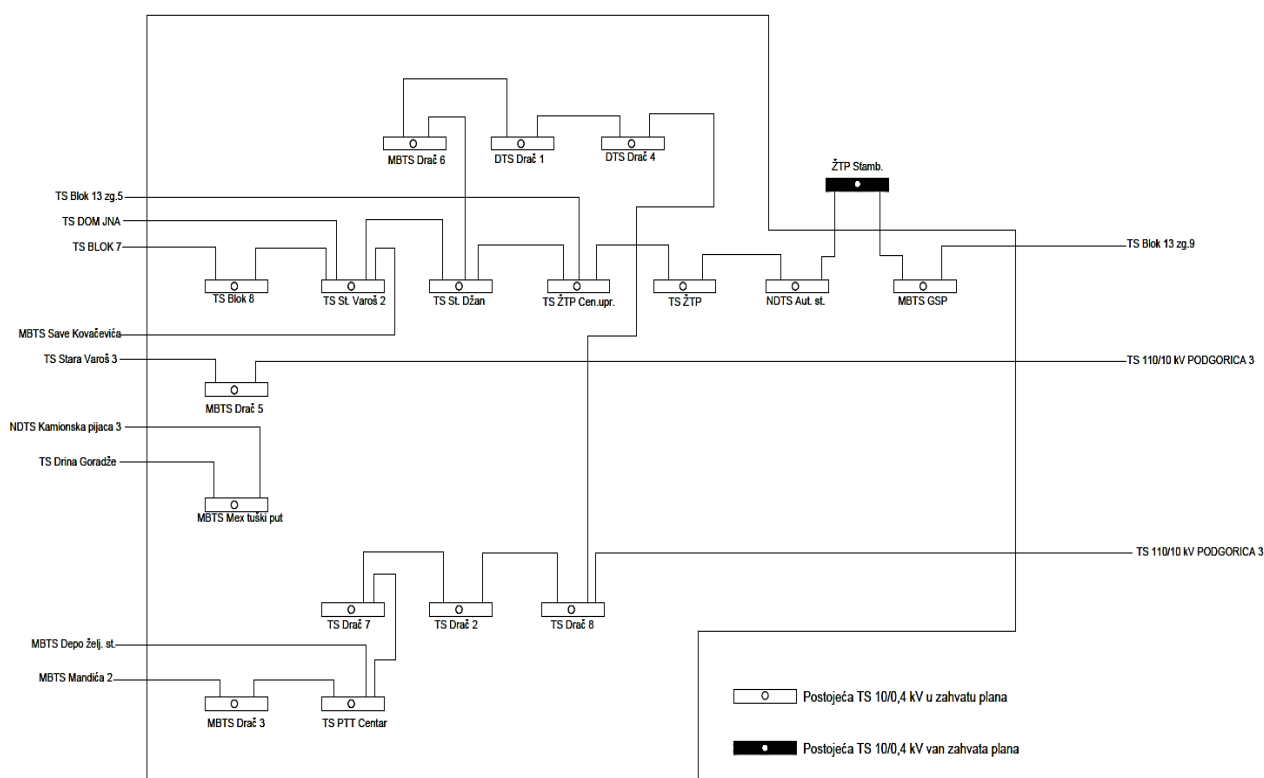 MBTS Drač 6
DTS Drač 1
DTS Drač 4
ŽTP Stamb.
TS Blok 13 zg.5
TS DOM JNA
TS BLOK 7
TS Blok 13 zg.9
TS Blok 8
TS St. Varoš 2
TS St. Džan
TS ŽTP Cen.upr.
TS ŽTP
NDTS Aut. st.
MBTS GSP
MBTS Save Kovačevića
TS Stara Varoš 3
TS 110/10 kV PODGORICA 3
MBTS Drač 5
NDTS Kamionska pijaca 3
TS Drina Goradže
MBTS Mex tuški put
TS 110/10 kV PODGORICA 3
TS Drač 7
TS Drač 2
TS Drač 8
MBTS Depo želj. st.
MBTS Mandića 2
MBTS Drač 3
TS PTT Centar
Postojeća TS 10/0,4 kV u zahvatu plana
Postojeća TS 10/0,4 kV van zahvata plana